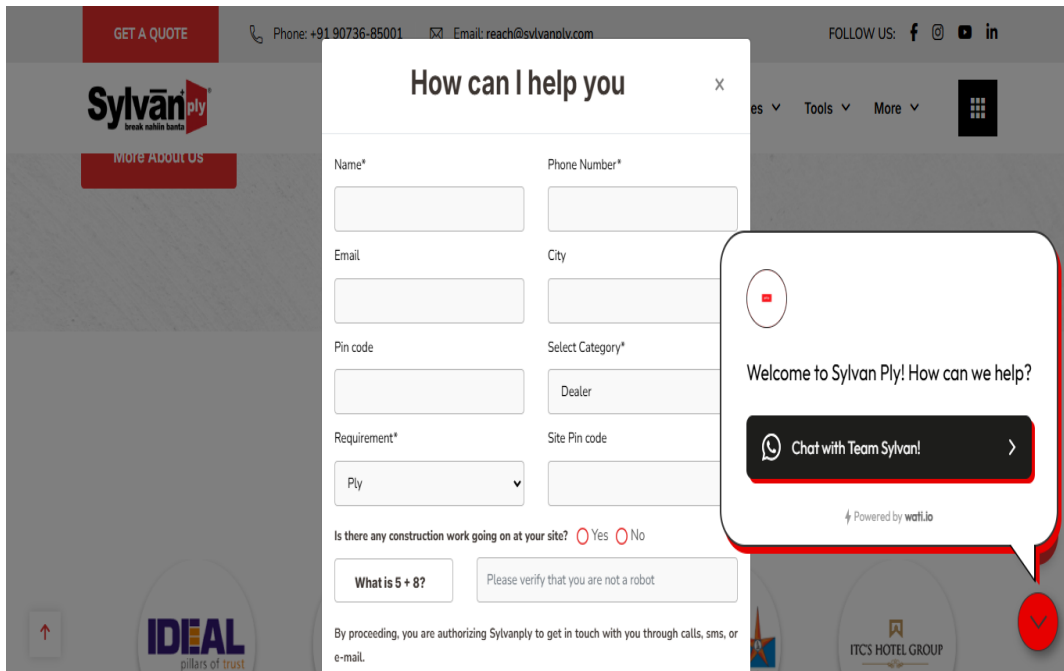 GET A QUOTE
Phone: +91 90736-85001
Email: reach@sylvanply.com
FOLLOW US:
Sylvan ply
break nahiin banta
es
Tools
More
More About Us
How can I help you
x
Name*
Phone Number*
Email
City
Pin code
Select Category*
Dealer
Requirement*
Site Pin code
Ply
Is there any construction work going on at your site? Yes No
What is 5 + 8?
Please verify that you are not a robot
By proceeding, you are authorizing Sylvanply to get in touch with you through calls, sms, or
e-mail.
Welcome to Sylvan Ply! How can we help?
Chat with Team Sylvan!
Powered by wati.io
IDEAL
pillars of trust
ITC'S HOTEL GROUP